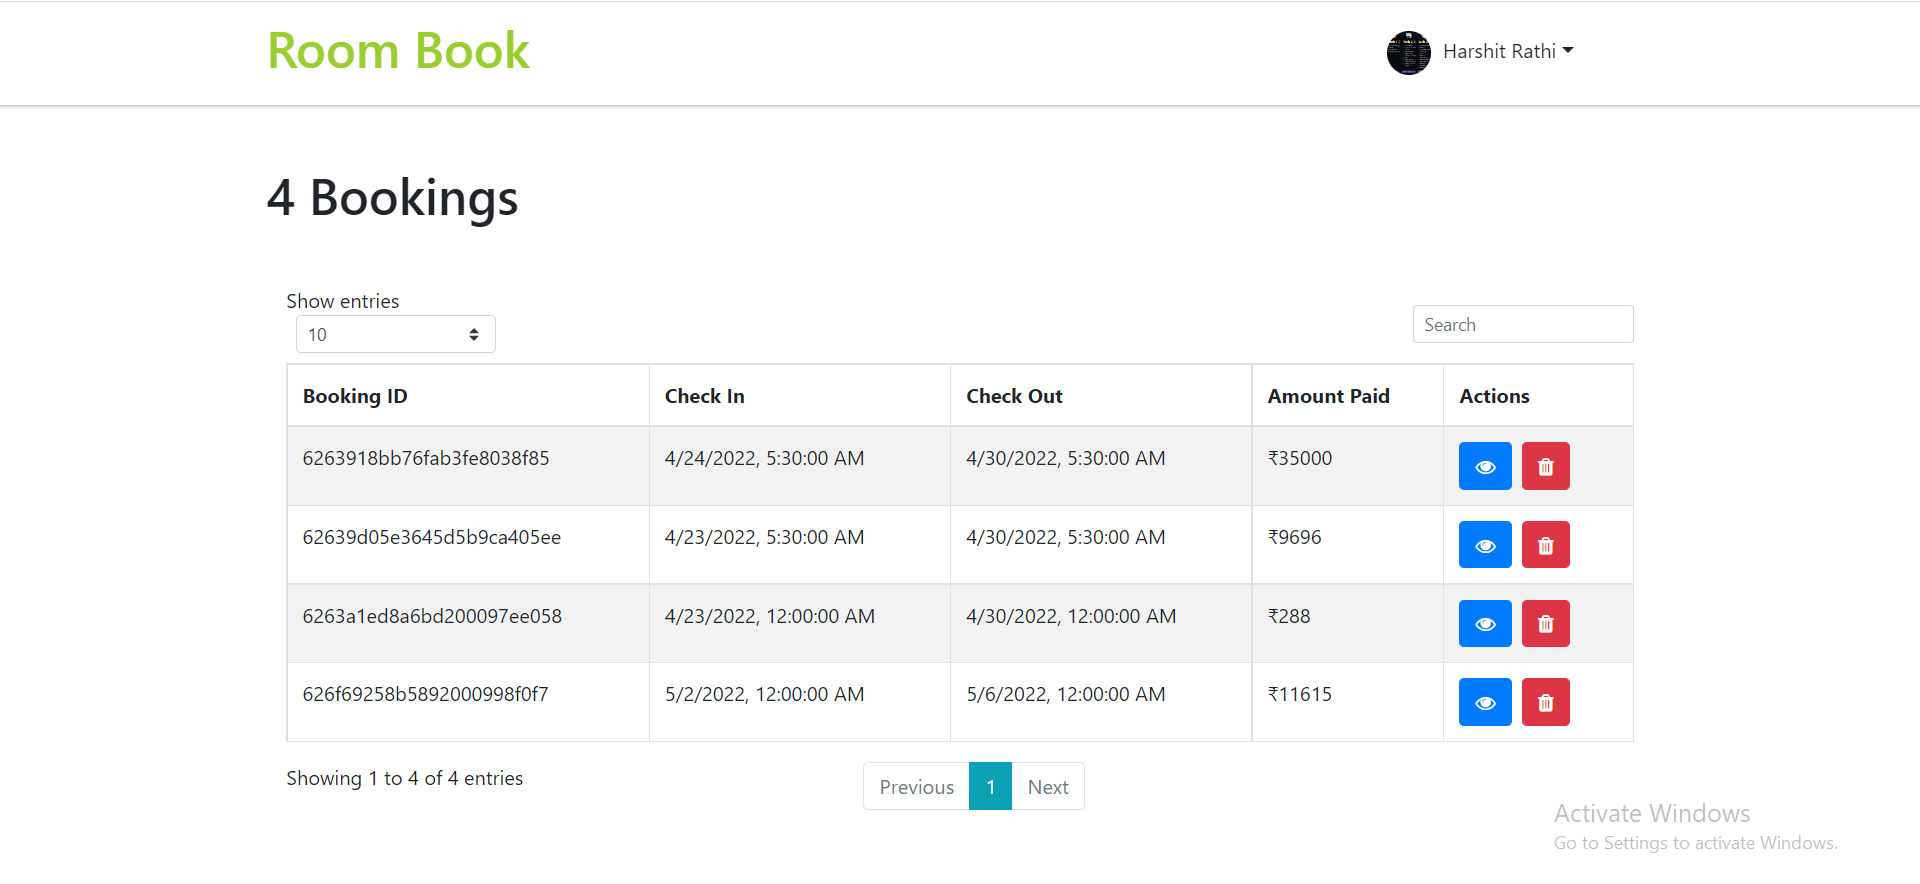 Room Book
Harshit Rathi
4 Bookings
Show entries
10
Search
Booking ID Check In Check Out Amount Paid Actions
6263918bb76fab3fe8038f85 4/24/2022, 5:30:00 AM 4/30/2022, 5:30:00 AM ₹35000
62639d05e3645d5b9ca405ee 4/23/2022, 5:30:00 AM 4/30/2022, 5:30:00 AM ₹9696
6263a1ed8a6bd200097ee058 4/23/2022, 12:00:00 AM 4/30/2022, 12:00:00 AM ₹288
626f69258b5892000998f0f7 5/2/2022, 12:00:00 AM 5/6/2022, 12:00:00 AM ₹11615
Showing 1 to 4 of 4 entries
Previous 1 Next
Activate Windows
Go to Settings to activate Windows.